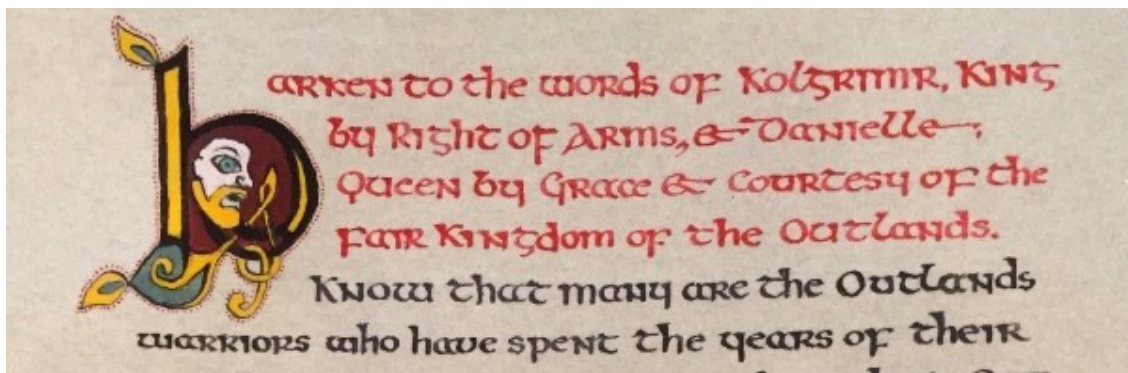 harken to the words of Kolgrimr, King
by Right of Arms, & Danielle,
Queen by Grace & Courtesy of the
fair Kingdom of the Outlands.
Know that many are the Outlands
warriors who have spent the years of their